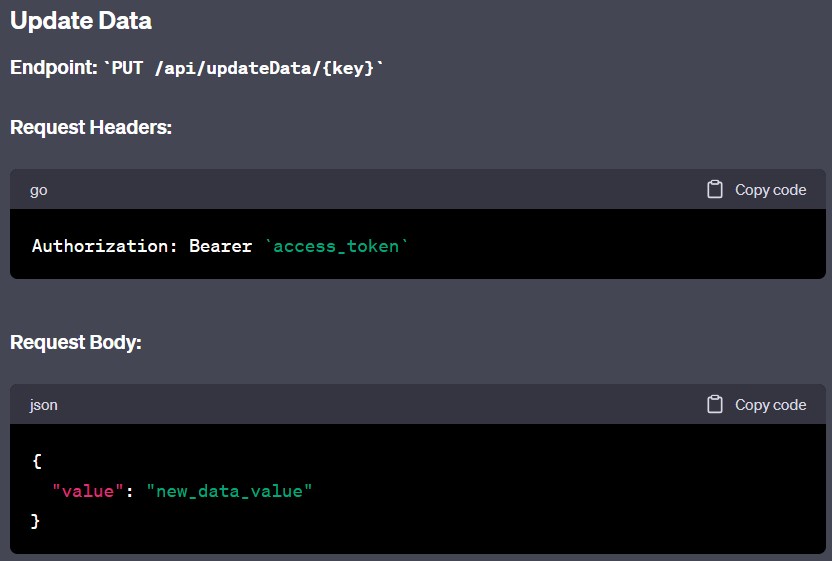 Update Data
Endpoint: `PUT /api/updateData/{key}`
Request Headers:
go Copy code
Authorization: Bearer `access_token`
Request Body:
json Copy code
{
"value": "new_data_value"
}